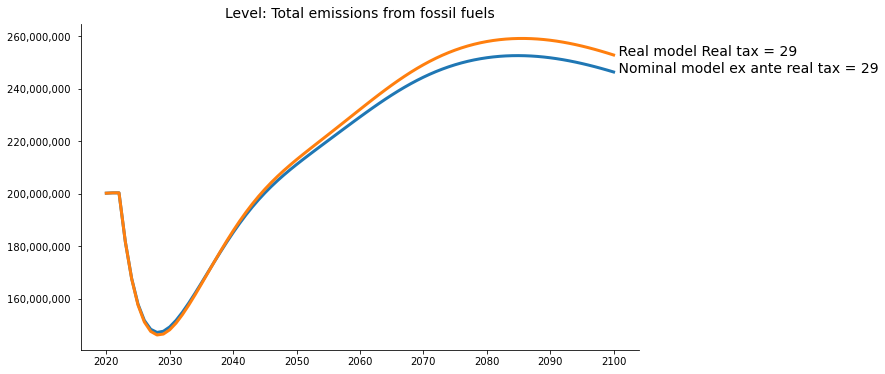 Level: Total emissions from fossil fuels
260,000,000
Real model Real tax = 29
Nominal model ex ante real tax = 29
240,000,000
220,000,000
200,000,000
180,000,000
160,000,000
2020 2030 2040 2050 2060 2070 2080 2090 2100